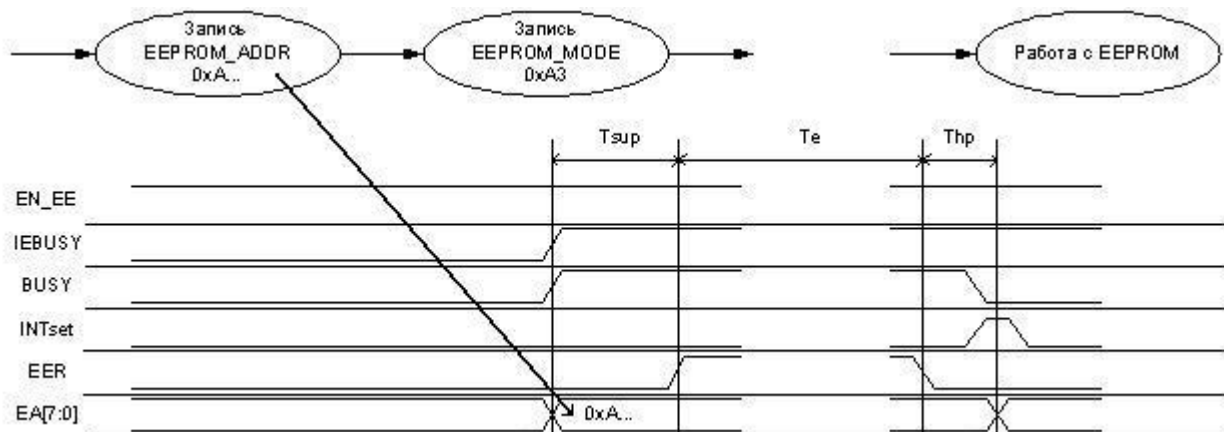 Запись
EEPROM_ADDR
0xA...
Запись
EEPROM_MODE
0xA3
Работа с EEPROM
Tsup
Te
Thp
EN_EE
IEBUSY
BUSY
INTset
EER
EA[7:0]
0xA...